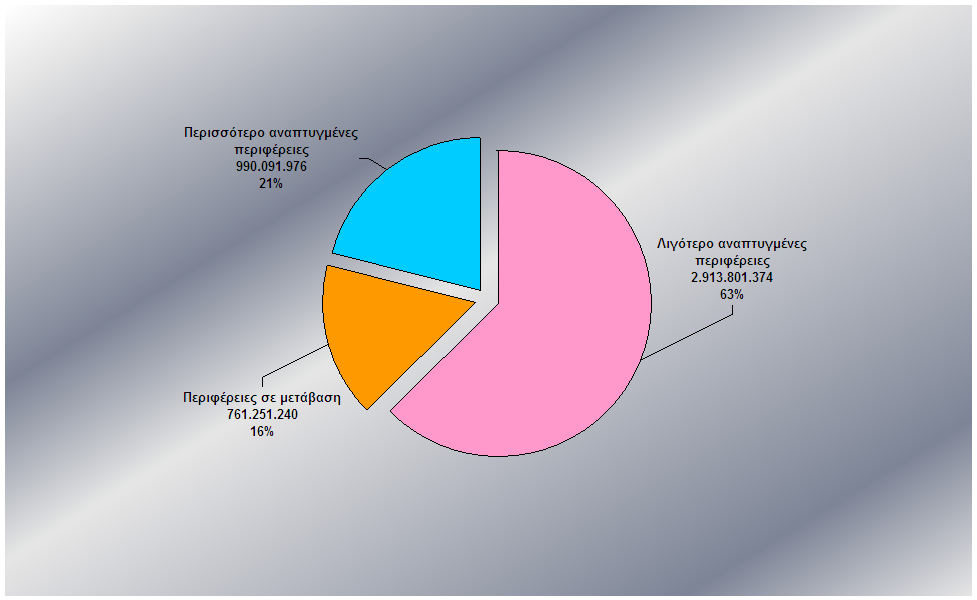 Περισσότερο αναπτυγμένες
περιφέρειες
990.091.976
21%
Λιγότερο αναπτυγμένες
περιφέρειες
2.913.801.374
63%
Περιφέρειες σε μετάβαση
761.251.240
16%